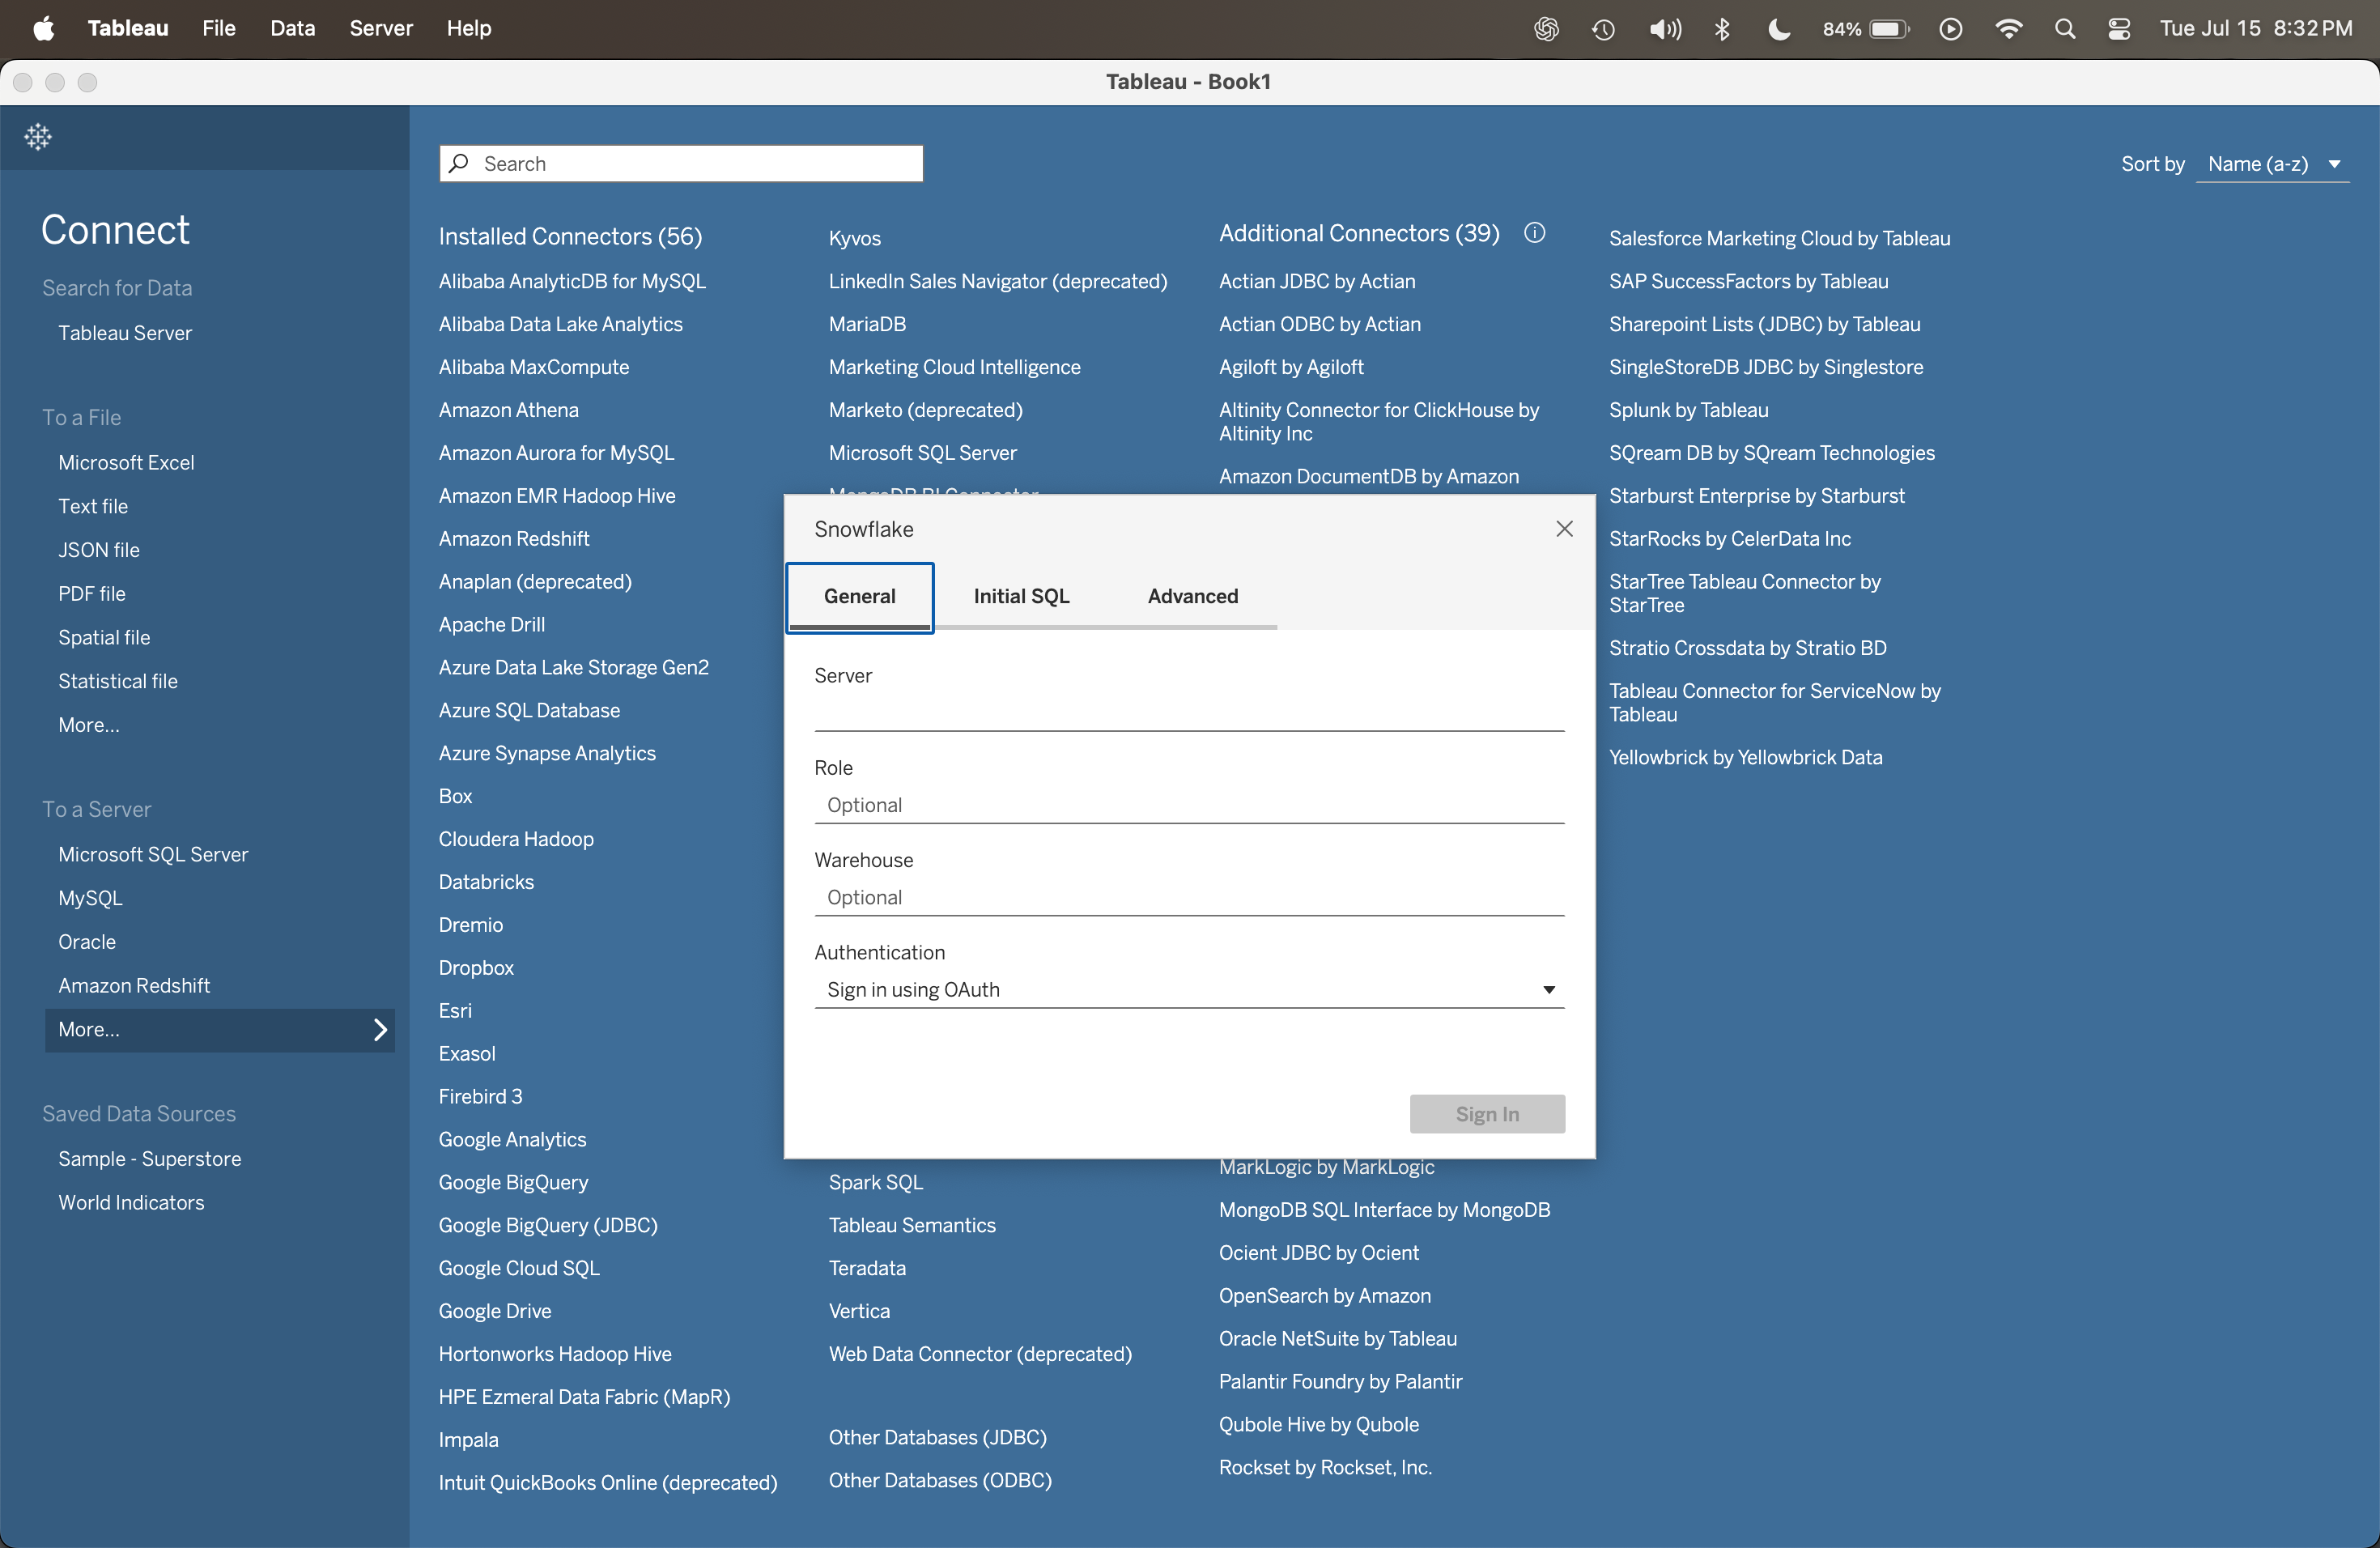 Tableau File Data Server Help
84% Tue Jul 15 8:32 PM
Tableau - Book1
Connect
Search for Data
Tableau Server
To a File
Microsoft Excel
Text file
JSON file
PDF file
Spatial file
Statistical file
More...
To a Server
Microsoft SQL Server
MySQL
Oracle
Amazon Redshift
More...
Saved Data Sources
Sample - Superstore
World Indicators
Search
Sort by Name (a-z)
Installed Connectors (56)
Alibaba AnalyticDB for MySQL
Alibaba Data Lake Analytics
Alibaba MaxCompute
Amazon Athena
Amazon Aurora for MySQL
Amazon EMR Hadoop Hive
Amazon Redshift
Anaplan (deprecated)
Apache Drill
Azure Data Lake Storage Gen2
Azure SQL Database
Azure Synapse Analytics
Box
Cloudera Hadoop
Databricks
Dremio
Dropbox
Esri
Exasol
Firebird 3
Google Analytics
Google BigQuery
Google BigQuery (JDBC)
Google Cloud SQL
Google Drive
Hortonworks Hadoop Hive
HPE Ezmeral Data Fabric (MapR)
Impala
Intuit QuickBooks Online (deprecated)
Kyvos
LinkedIn Sales Navigator (deprecated)
MariaDB
Marketing Cloud Intelligence
Marketo (deprecated)
Microsoft SQL Server
MongoDB BI Connector
Spark SQL
Tableau Semantics
Teradata
Vertica
Web Data Connector (deprecated)
Other Databases (JDBC)
Other Databases (ODBC)
Additional Connectors (39)
Actian JDBC by Actian
Actian ODBC by Actian
Agiloft by Agiloft
Altinity Connector for ClickHouse by
Altinity Inc
Amazon DocumentDB by Amazon
MarkLogic by MarkLogic
MongoDB SQL Interface by MongoDB
Ocient JDBC by Ocient
OpenSearch by Amazon
Oracle NetSuite by Tableau
Palantir Foundry by Palantir
Qubole Hive by Qubole
Rockset by Rockset, Inc.
Salesforce Marketing Cloud by Tableau
SAP SuccessFactors by Tableau
Sharepoint Lists (JDBC) by Tableau
SingleStoreDB JDBC by Singlestore
Splunk by Tableau
SQream DB by SQream Technologies
Starburst Enterprise by Starburst
StarRocks by CelerData Inc
StarTree Tableau Connector by
StarTree
Stratio Crossdata by Stratio BD
Tableau Connector for ServiceNow by
Tableau
Yellowbrick by Yellowbrick Data
Snowflake
General Initial SQL Advanced
Server
Role
Optional
Warehouse
Optional
Authentication
Sign in using OAuth
Sign In